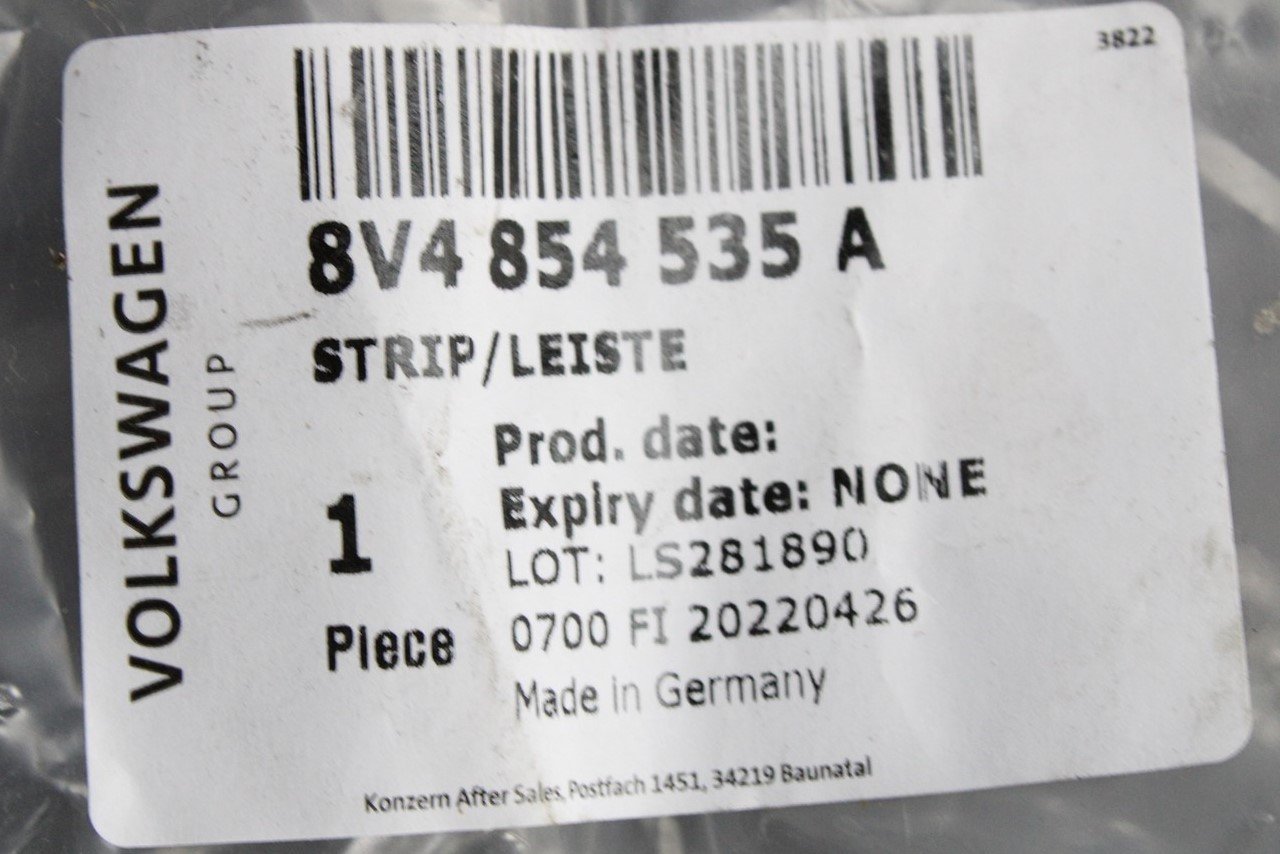 3822
VOLKSWAGEN
GROUP
8V4 854 535 A
STRIP/LEISTE
Prod. date:
Expiry date: NONE
1
LOT: LS281890
Piece
0700 FI 20220426
Made in Germany
Konzern After Sales, Postfach 1451, 34219 Baunatal